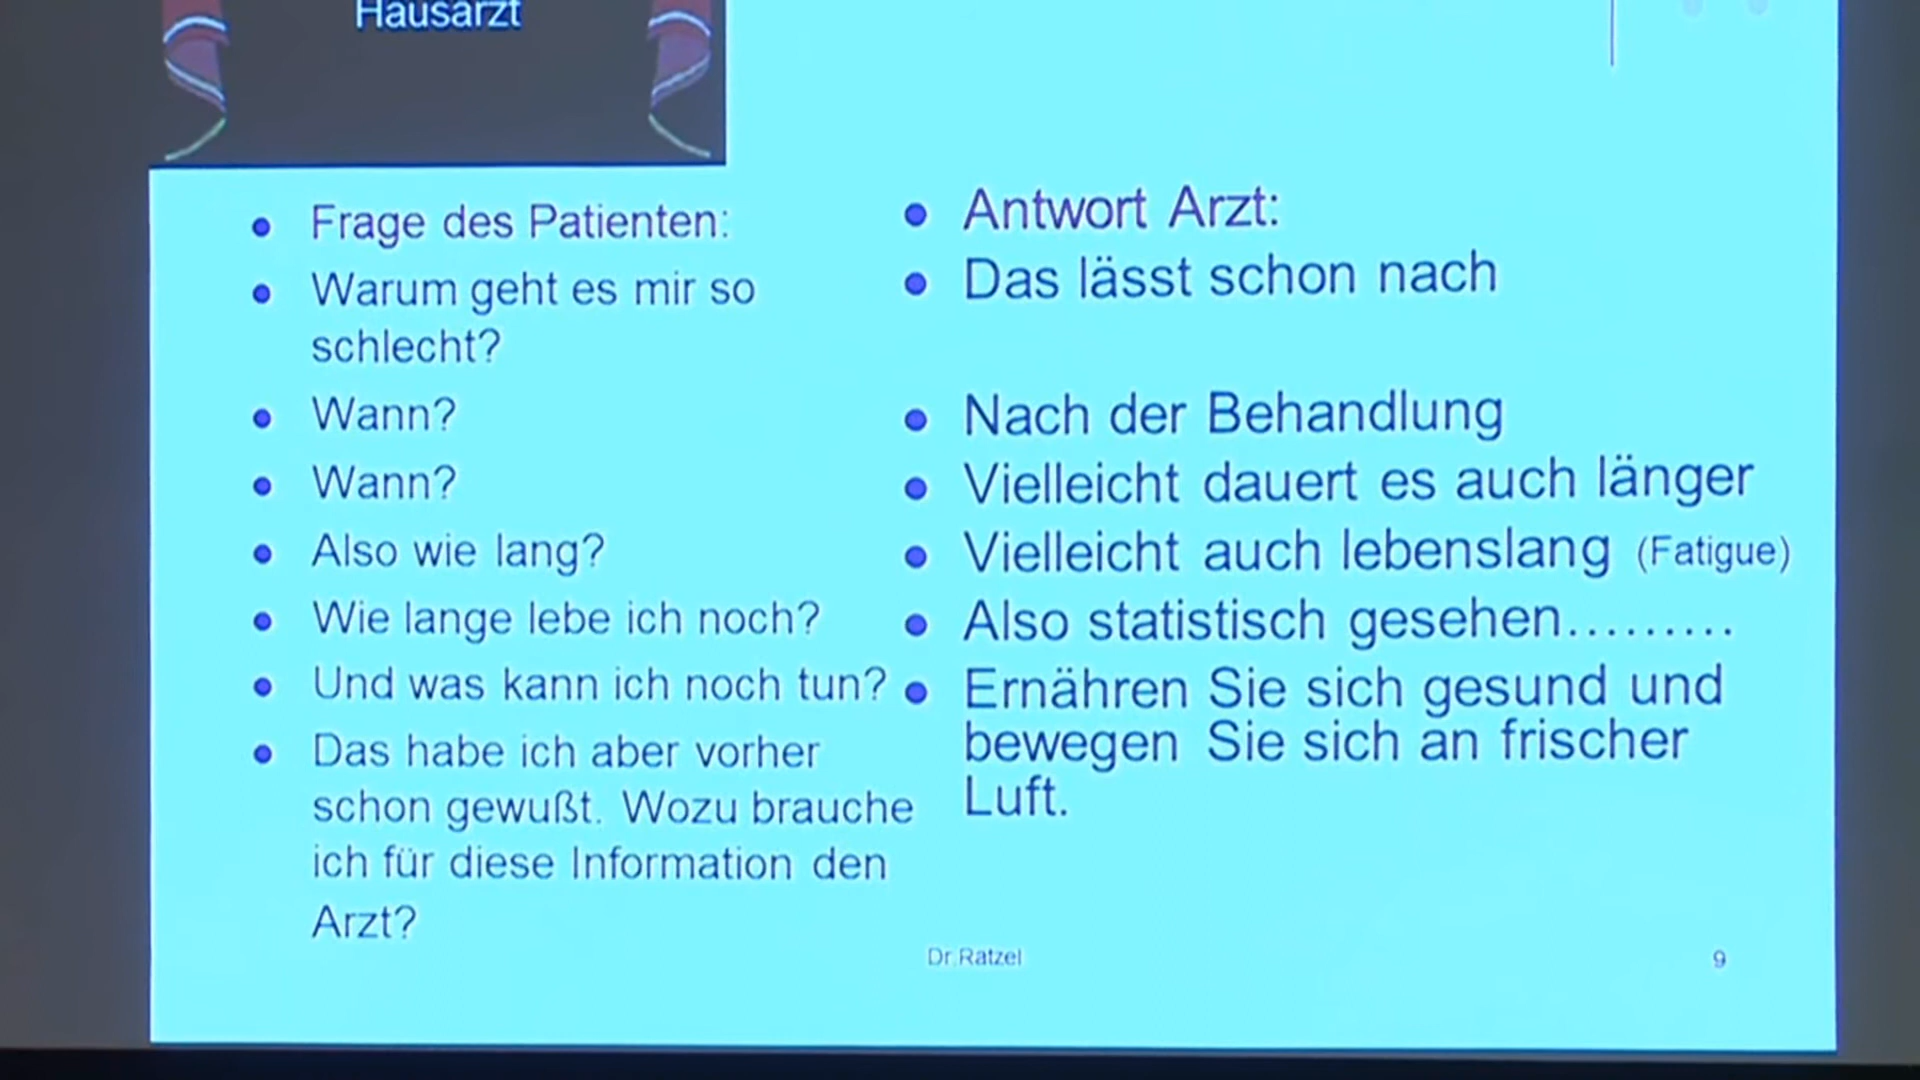 Hausarzt
Frage des Patienten:
Warum geht es mir so
schlecht?
Wann?
Wann?
Also wie lang?
Wie lange lebe ich noch?
Und was kann ich noch tun?
Das habe ich aber vorher
schon gewußt. Wozu brauche
ich für diese Information den
Arzt?
Antwort Arzt:
Das lässt schon nach
Nach der Behandlung
Vielleicht dauert es auch länger
Vielleicht auch lebenslang (Fatigue)
Also statistisch gesehen.........
Ernähren Sie sich gesund und
bewegen Sie sich an frischer
Luft.
Dr.Ratzel
9